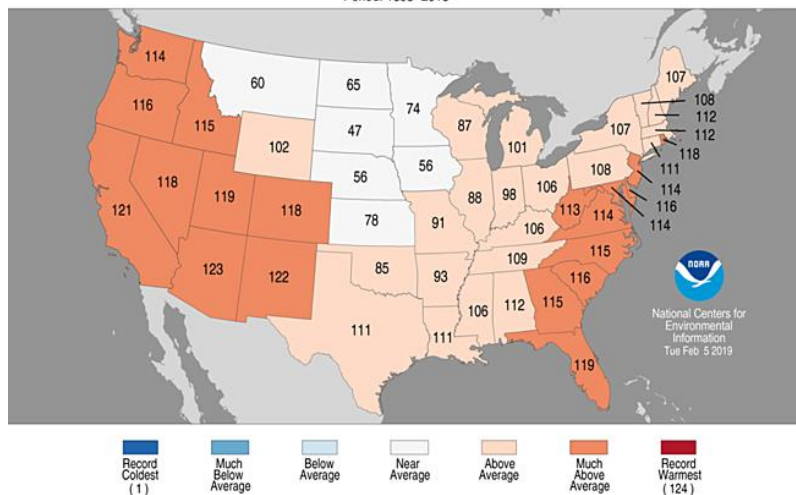 114
116
115
60
65
47
56
78
102
74
56
87
101
107
107
108
112
112
118
111
114
116
114
118
119
118
121
123
122
88
98
106
108
91
106
113
114
85
93
109
115
116
111
111
106
112
115
119
NOAA
National Centers for
Environmental
Information
Tue Feb 5 2019
Record
Coldest
( 1 )
Much
Below
Average
Below
Average
Near
Average
Above
Average
Much
Above
Average
Record
Warmest
( 124 )